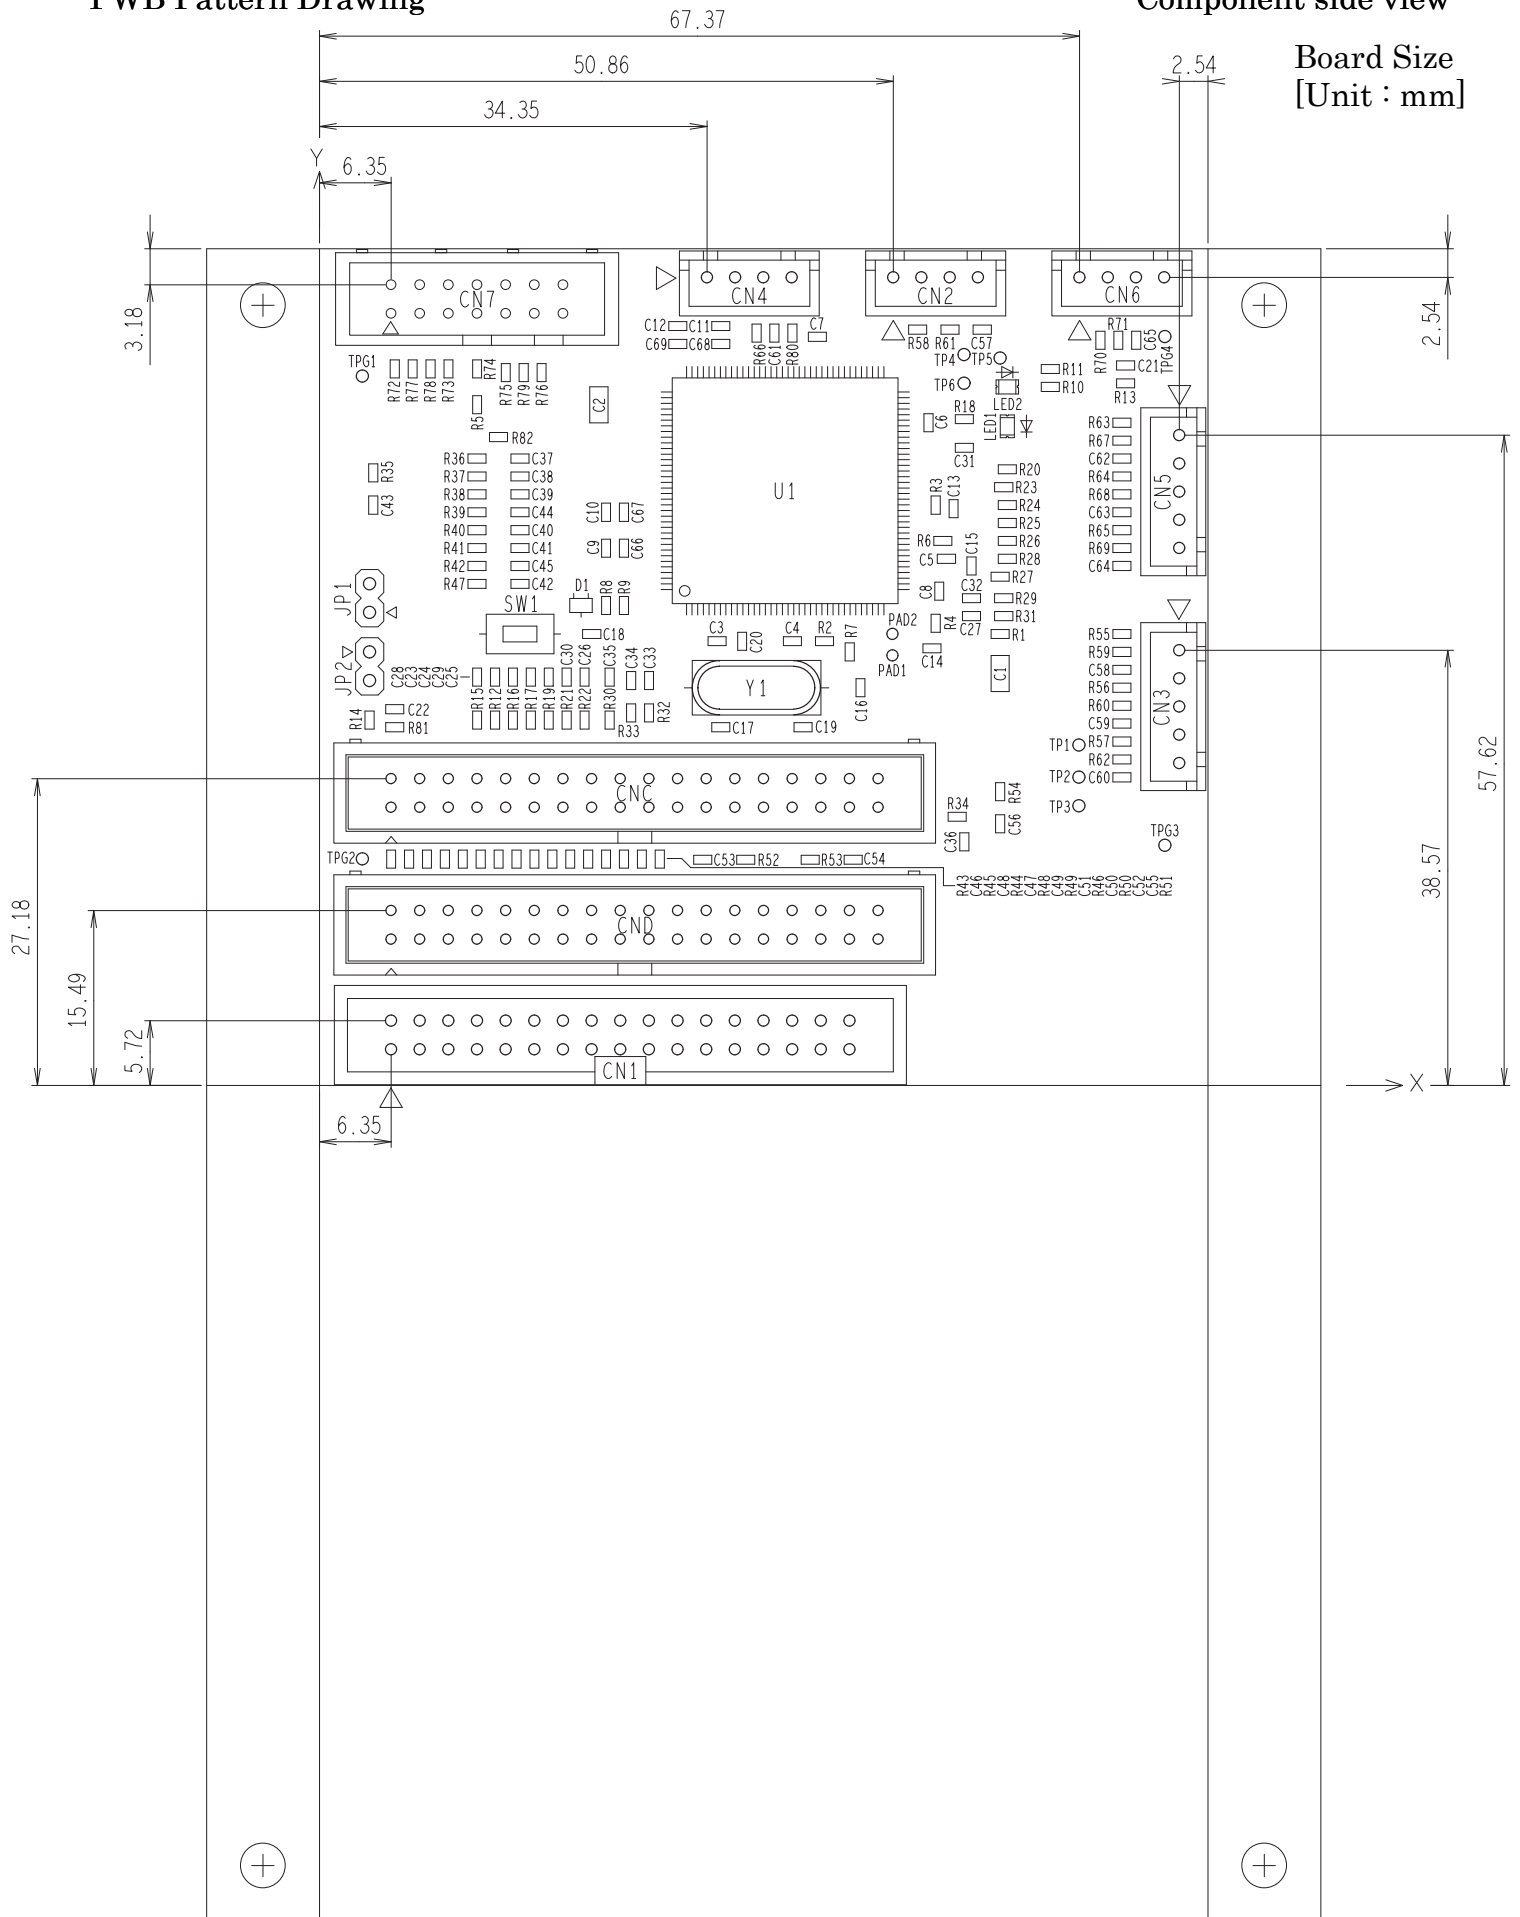 PWB Pattern Drawing
Component side view
67.37
Board Size
[Unit : mm]
50.86
2.54
34.35
Y
6.35
3.18
2.54
CN7
CN4
CN2
CN6
C12
C11
C7
C69
C68
R66
C61
R80
R58
R61
C57
R71
R70
C65
TPG4
TPG1
TP4
TP5
TP6
R72
R77
R78
R73
R74
R75
R79
R76
R11
R10
C21
R13
LED2
LED1
R5
C2
C6
R18
C31
R82
R35
C43
R36
C37
R37
C38
R38
C39
R39
C44
R40
C40
R41
C41
R42
C45
R47
C42
C10
C67
C9
C66
U1
R3
C13
R6
C5
C15
C8
C32
R4
C27
R20
R23
R24
R25
R26
R28
R27
R29
R31
R1
R63
R67
C62
R64
R68
C63
R65
R69
C64
CN5
JP1
JP2
SW1
D1
R8
R9
C18
C3
C20
C4
R2
R7
PAD2
PAD1
C14
C1
C28
C23
C24
C29
C25
C30
C26
C35
C34
C33
R15
R12
R16
R17
R19
R21
R22
R30
R33
R32
R14
C22
R81
Y1
C16
C17
C19
R55
R59
C58
R56
R60
C59
R57
R62
C60
CN3
TP1
TP2
TP3
TPG3
CNC
R34
C36
R54
C56
TPG2
C53
R52
R53
C54
R43
C46
R45
C48
R44
C47
R48
C49
R49
C51
R46
C50
R50
C52
C55
R51
CND
CN1
27.18
15.49
5.72
57.62
38.57
X
6.35